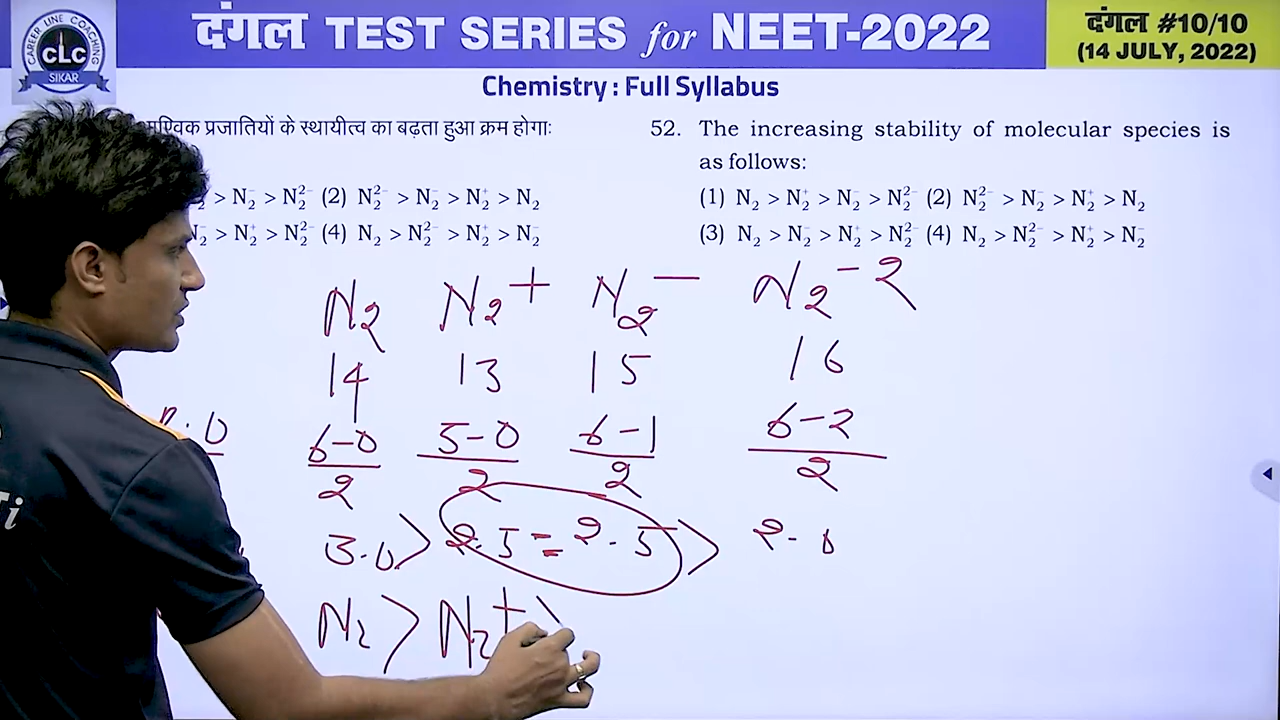 दंगल TEST SERIES for NEET-2022
दंगल #10/10
(14 JULY, 2022)
CAREER LINE COACHING
CLC
SIKAR
Chemistry : Full Syllabus
प्रजातियों के स्थायीत्व का बढ़ता हुआ क्रम होगाः
> N₂⁻ > N₂²⁻ (2) N₂²⁻ > N₂⁻ > N₂⁺ > N₂
N₂⁻ > N₂⁺ > N₂²⁻ (4) N₂ > N₂²⁻ > N₂⁺ > N₂⁻
52. The increasing stability of molecular species is
as follows:
(1) N₂ > N₂⁺ > N₂⁻ > N₂²⁻ (2) N₂²⁻ > N₂⁻ > N₂⁺ > N₂
(3) N₂ > N₂⁻ > N₂⁺ > N₂²⁻ (4) N₂ > N₂²⁻ > N₂⁺ > N₂⁻
N₂ N₂⁺ N₂⁻ N₂⁻²
14 13 15 16
6-0 5-0 6-1 6-2
2 2 2 2
3.0 > 2.5 = 2.5 > 2.0
N₂ > N₂⁺ >